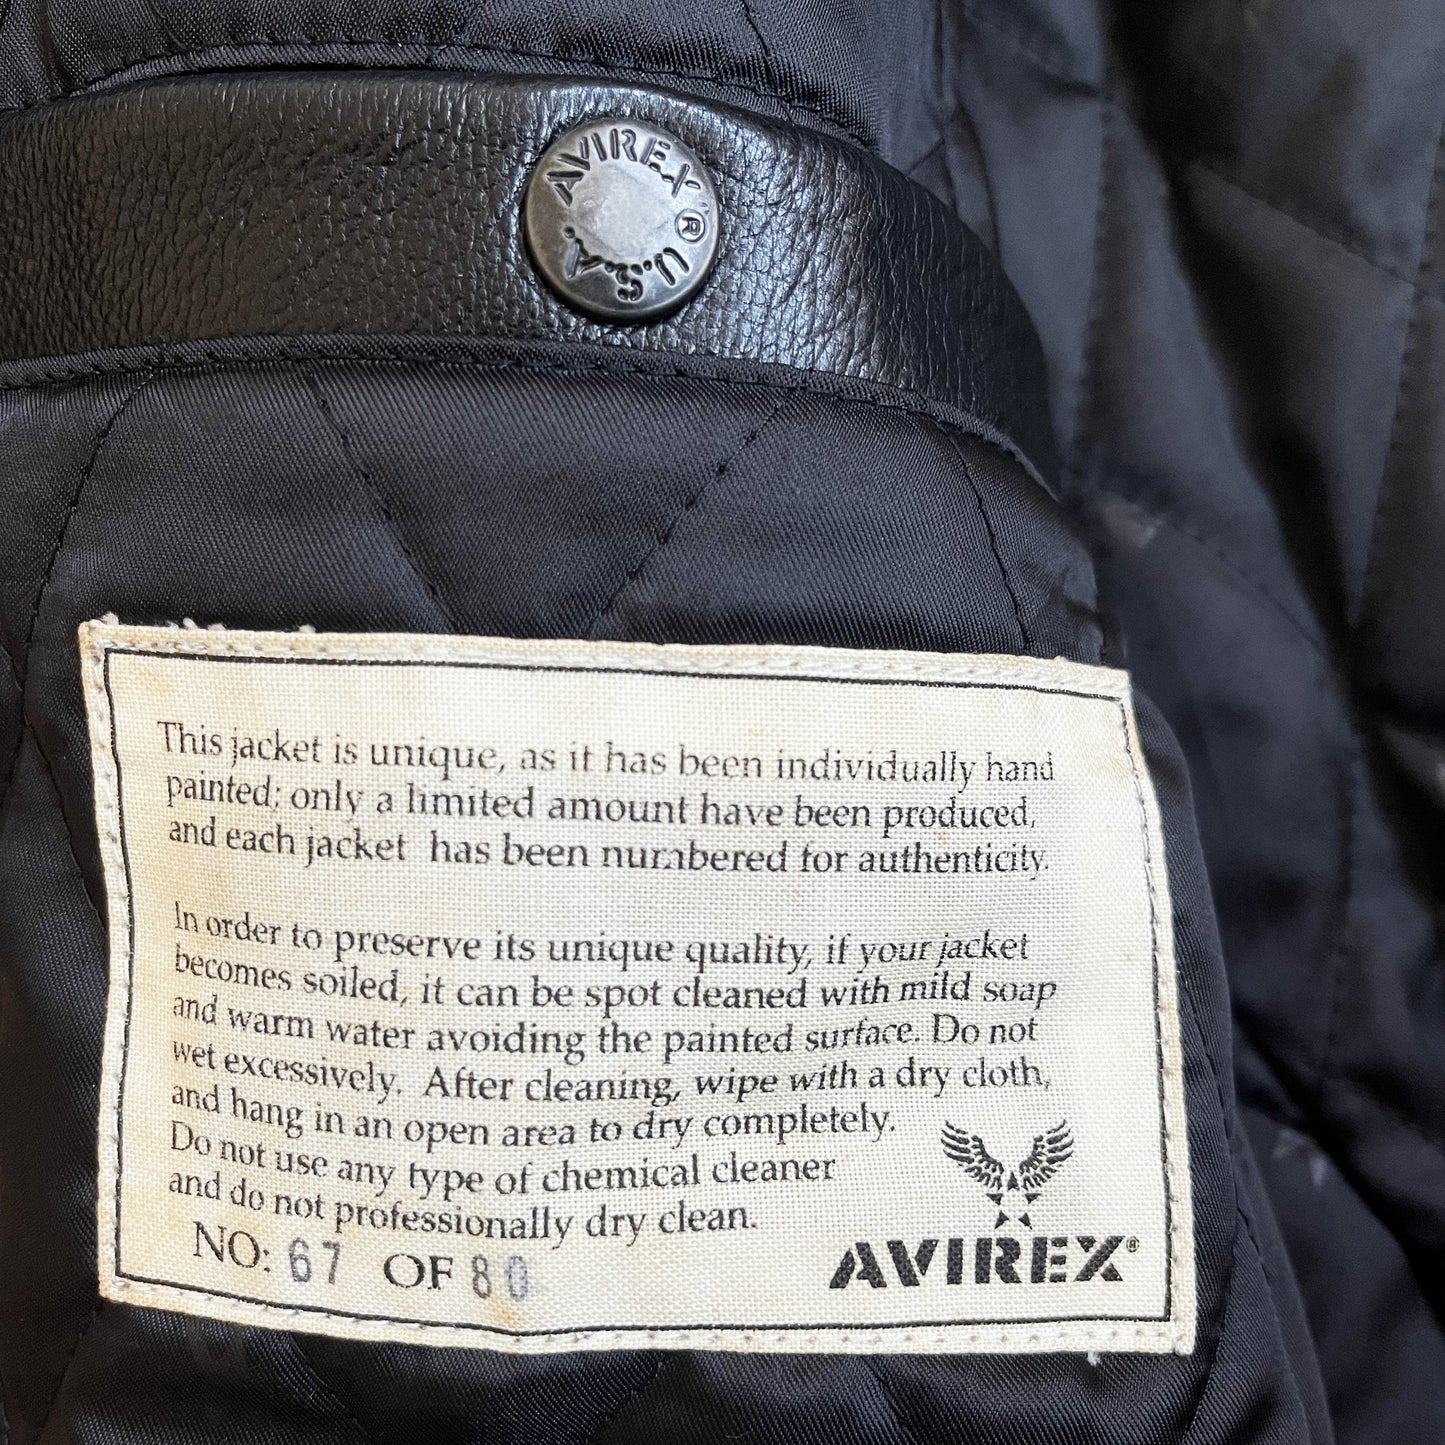 AVIREX® U.S.A.
This jacket is unique, as it has been individually hand
painted; only a limited amount have been produced,
and each jacket has been numbered for authenticity.
In order to preserve its unique quality, if your jacket
becomes soiled, it can be spot cleaned with mild soap
and warm water avoiding the painted surface. Do not
wet excessively. After cleaning, wipe with a dry cloth,
and hang in an open area to dry completely.
Do not use any type of chemical cleaner
and do not professionally dry clean.
NO: 67 OF 80
AVIREX®